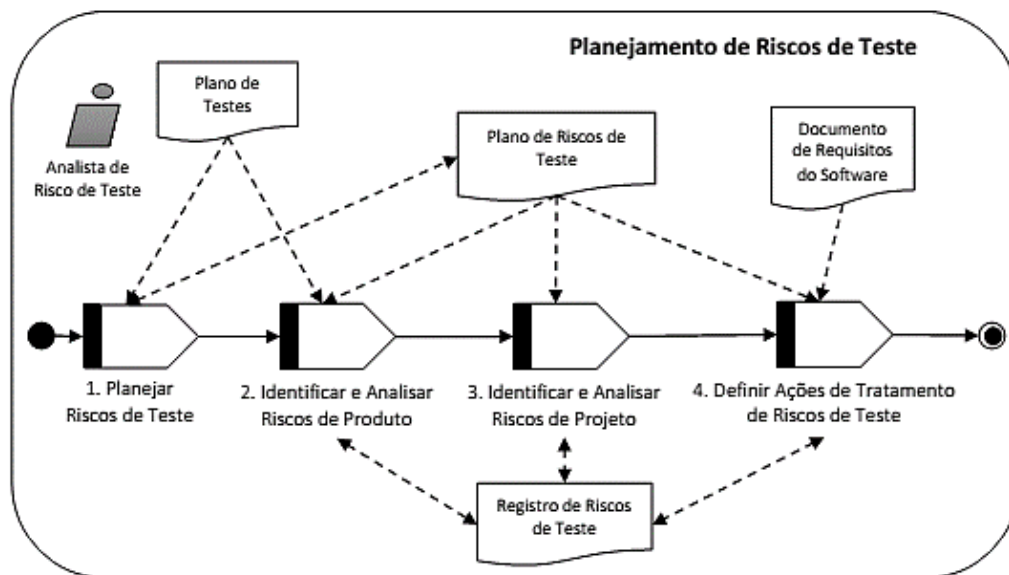 Planejamento de Riscos de Teste
Plano de
Testes
Analista de
Risco de Teste
Plano de Riscos de
Teste
Documento
de Requisitos
do Software
1. Planejar
Riscos de Teste
2. Identificar e Analisar
Riscos de Produto
3. Identificar e Analisar
Riscos de Projeto
4. Definir Ações de Tratamento
de Riscos de Teste
Registro de Riscos
de Teste